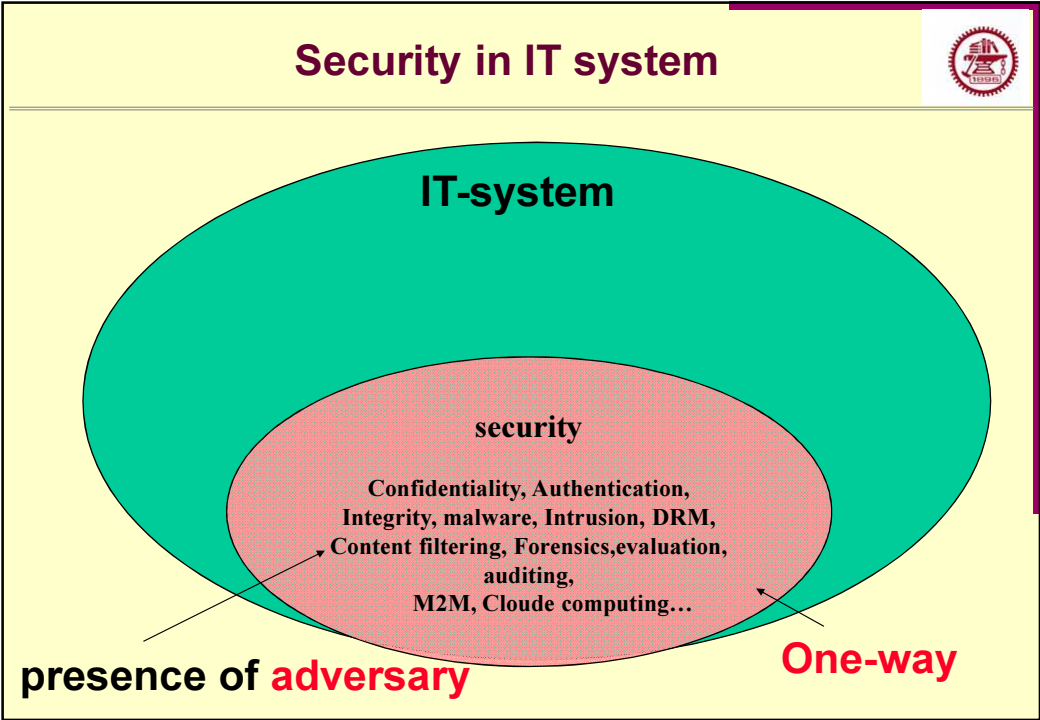 Security in IT system
1896
IT-system
security
Confidentiality, Authentication,
Integrity, malware, Intrusion, DRM,
Content filtering, Forensics,evaluation,
auditing,
M2M, Cloude computing…
One-way
presence of adversary